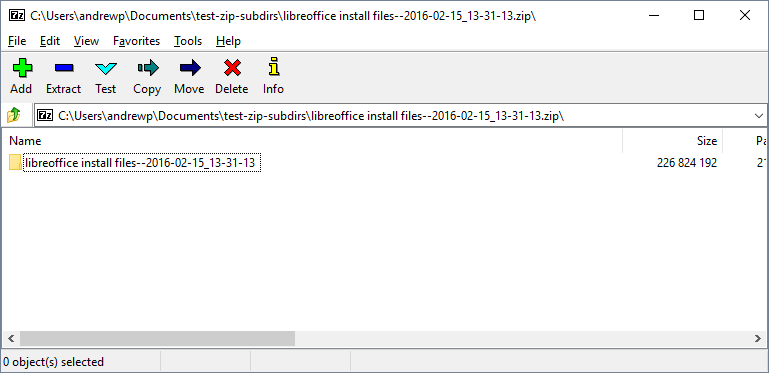 7z C:\Users\andrewp\Documents\test-zip-subdirs\libreoffice install files--2016-02-15_13-31-13.zip\
File Edit View Favorites Tools Help
Add Extract Test Copy Move Delete Info
7z C:\Users\andrewp\Documents\test-zip-subdirs\libreoffice install files--2016-02-15_13-31-13.zip\
Name Size Pa
libreoffice install files--2016-02-15_13-31-13 226 824 192 21
0 object(s) selected